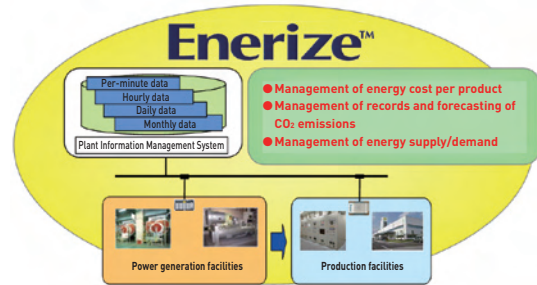 Enerize™
Per-minute data
Hourly data
Daily data
Monthly data
Plant Information Management System
● Management of energy cost per product
● Management of records and forecasting of
CO₂ emissions
● Management of energy supply/demand
Power generation facilities
Production facilities